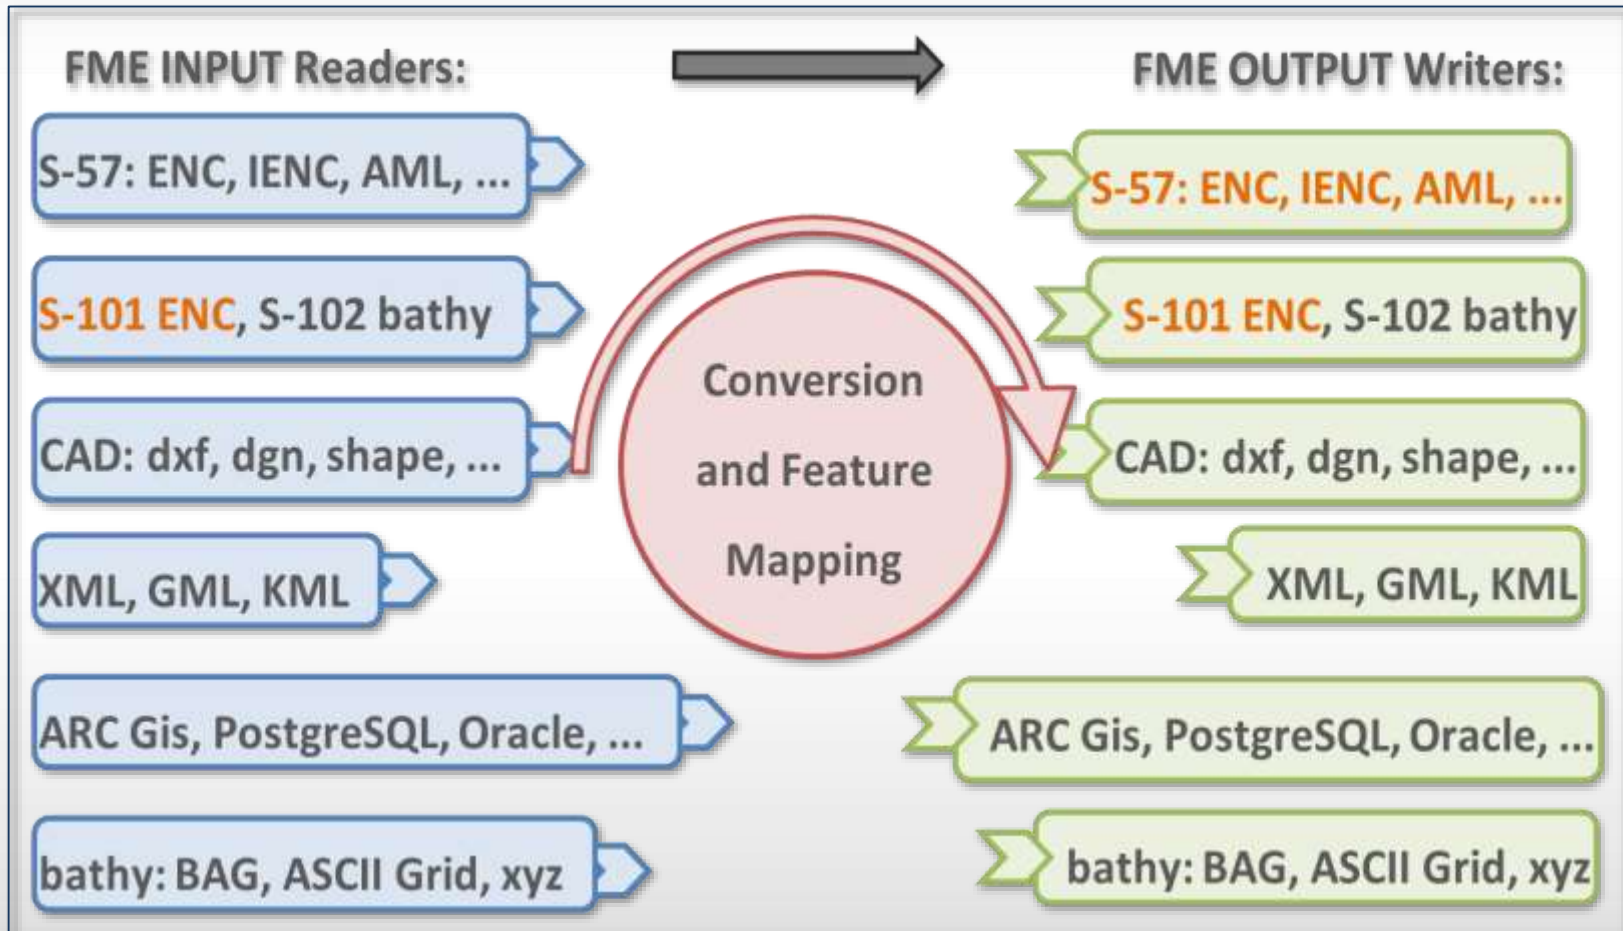 FME INPUT Readers:
FME OUTPUT Writers:
S-57: ENC, IENC, AML, ...
S-101 ENC, S-102 bathy
CAD: dxf, dgn, shape, ...
XML, GML, KML
ARC Gis, PostgreSQL, Oracle, ...
bathy: BAG, ASCII Grid, xyz
Conversion
and Feature
Mapping
S-57: ENC, IENC, AML, ...
S-101 ENC, S-102 bathy
CAD: dxf, dgn, shape, ...
XML, GML, KML
ARC Gis, PostgreSQL, Oracle, ...
bathy: BAG, ASCII Grid, xyz